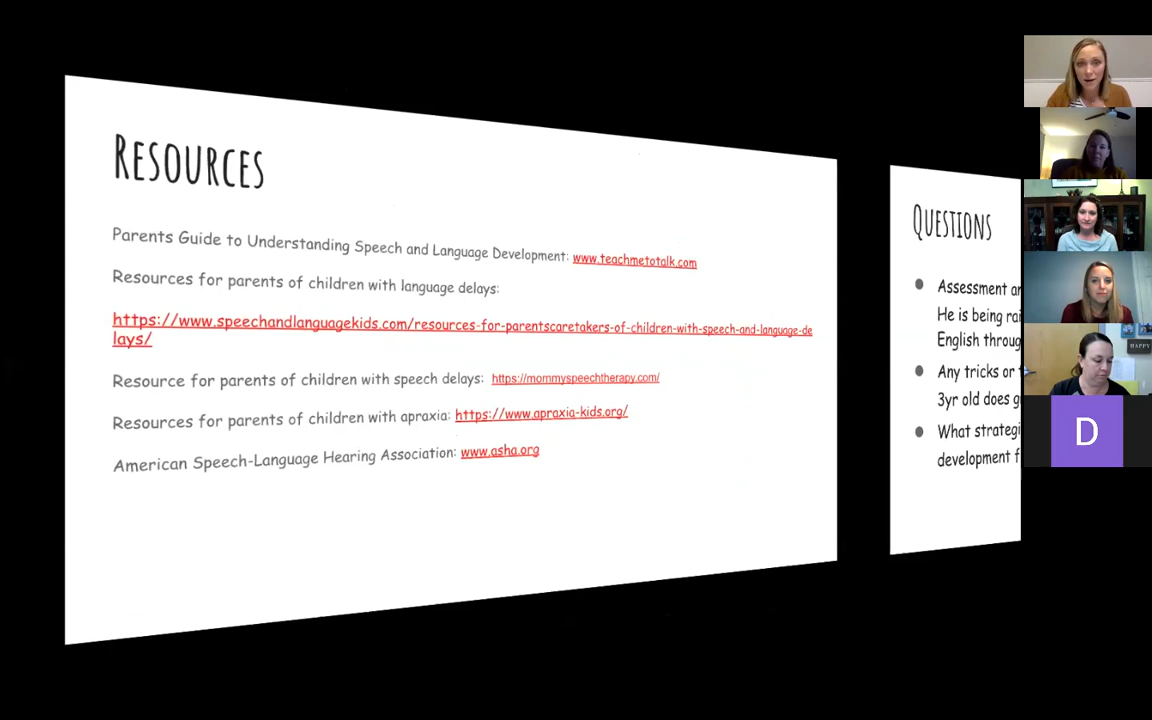 RESOURCES
Parents Guide to Understanding Speech and Language Development: www.teachmetotalk.com
Resources for parents of children with language delays:
https://www.speechandlanguagekids.com/resources-for-parentscaretakers-of-children-with-speech-and-language-de
lays/
Resource for parents of children with speech delays: https://mommyspeechtherapy.com/
Resources for parents of children with apraxia: https://www.apraxia-kids.org/
American Speech-Language Hearing Association: www.asha.org
QUESTIONS
Assessment
He is being
English
Any tricks or
3yr old does
What
development
HAPPY
D